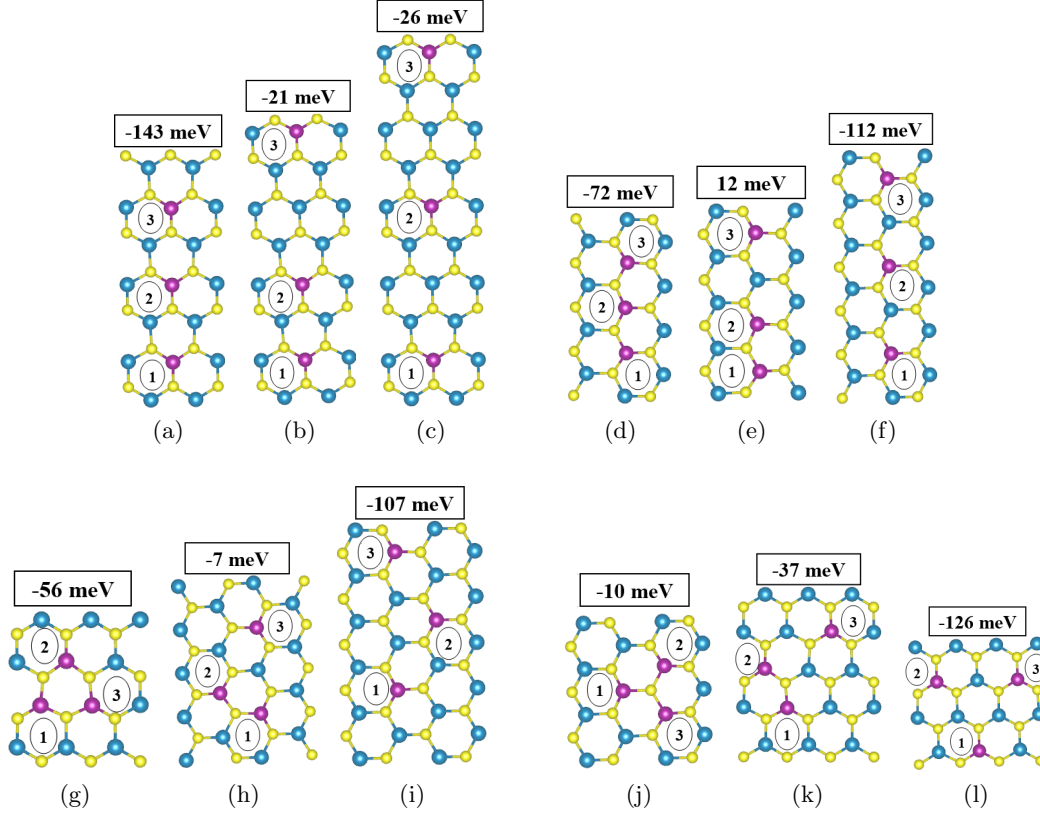 -26 meV
3
-21 meV
3
-143 meV
3
2
2
2
1
1
1
(a)
(b)
(c)
-112 meV
12 meV
-72 meV
3
3
3
2
2
2
1
1
1
(d)
(e)
(f)
-107 meV
-7 meV
-56 meV
3
3
2
2
2
3
1
1
1
(g)
(h)
(i)
-37 meV
-10 meV
-126 meV
3
2
2
2
3
1
1
3
1
(j)
(k)
(l)